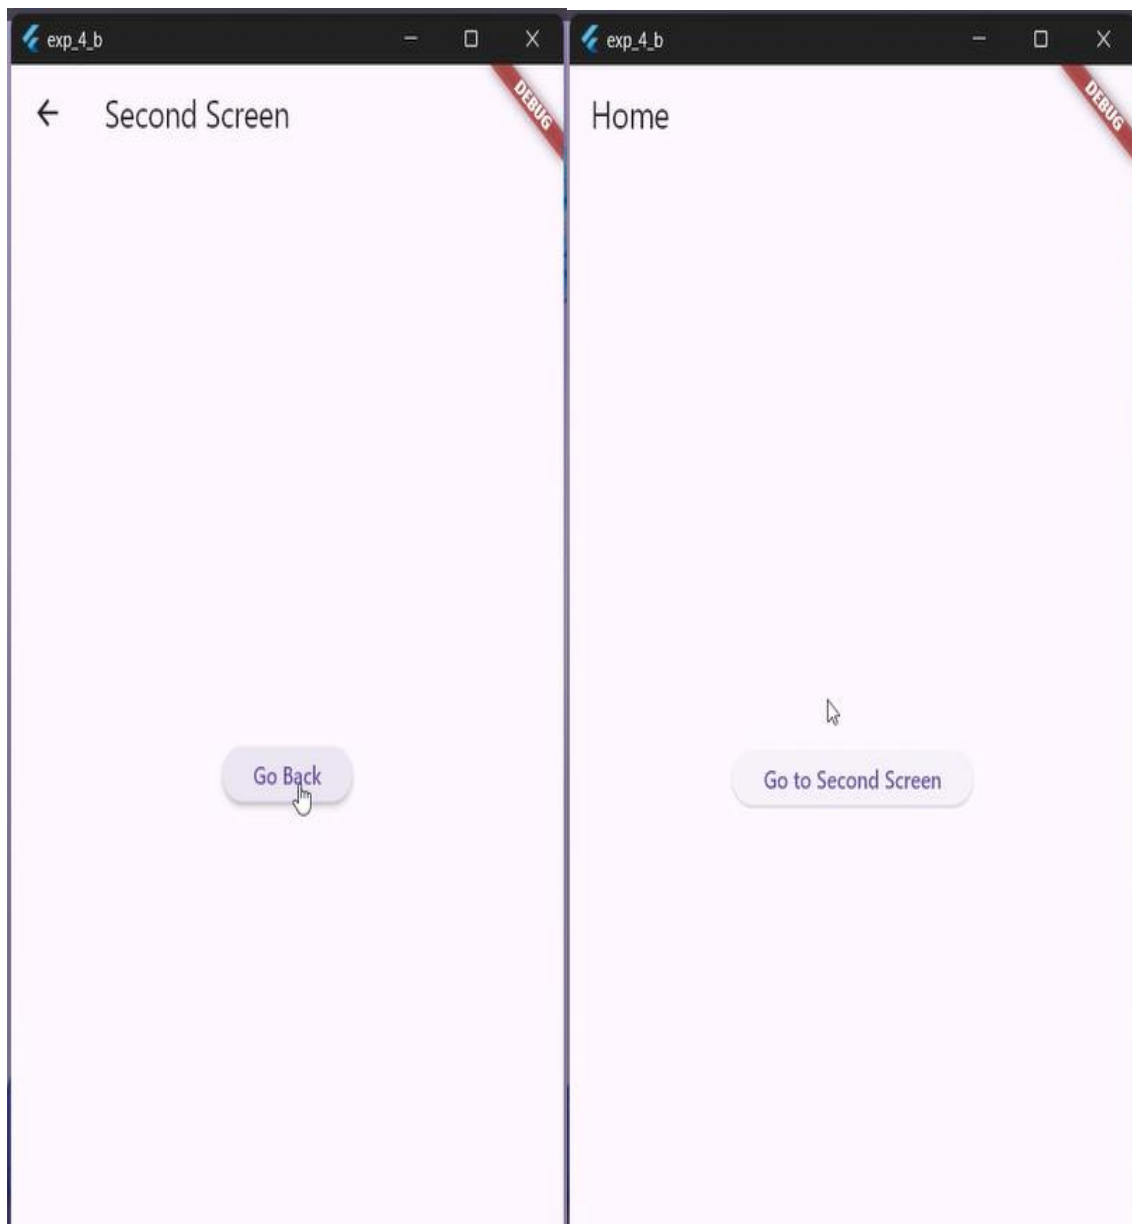 exp_4_b
Second Screen
DEBUG
Go Back
exp_4_b
Home
DEBUG
Go to Second Screen